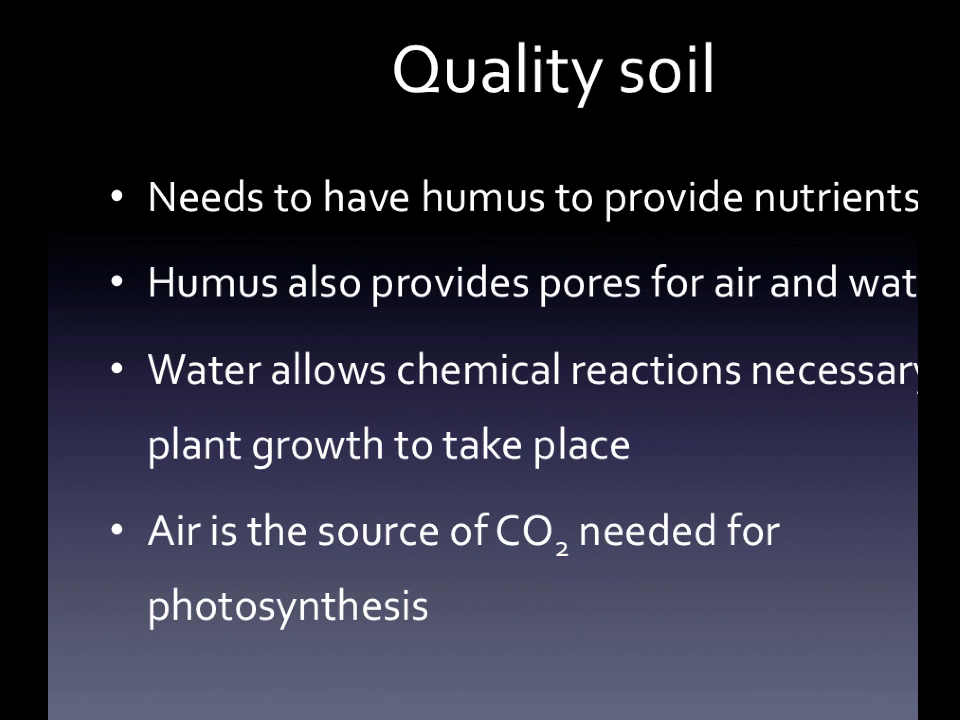 Quality soil
• Needs to have humus to provide nutrients
• Humus also provides pores for air and wat
• Water allows chemical reactions necessary
plant growth to take place
• Air is the source of CO₂ needed for
photosynthesis